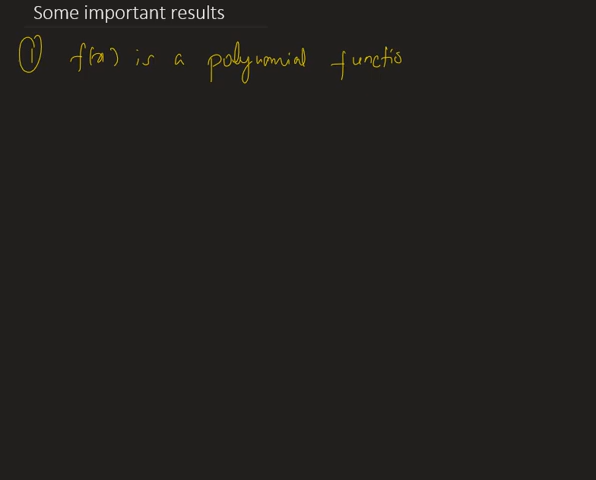 Some important results
① f(x) is a polynomial functio